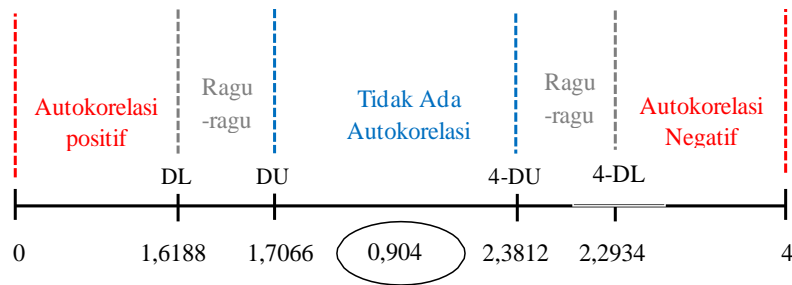 Autokorelasi
positif
Ragu
-ragu
Tidak Ada
Autokorelasi
Ragu
-ragu
Autokorelasi
Negatif
DL
DU
4-DU
4-DL
0
1,6188
1,7066
0,904
2,3812
2,2934
4